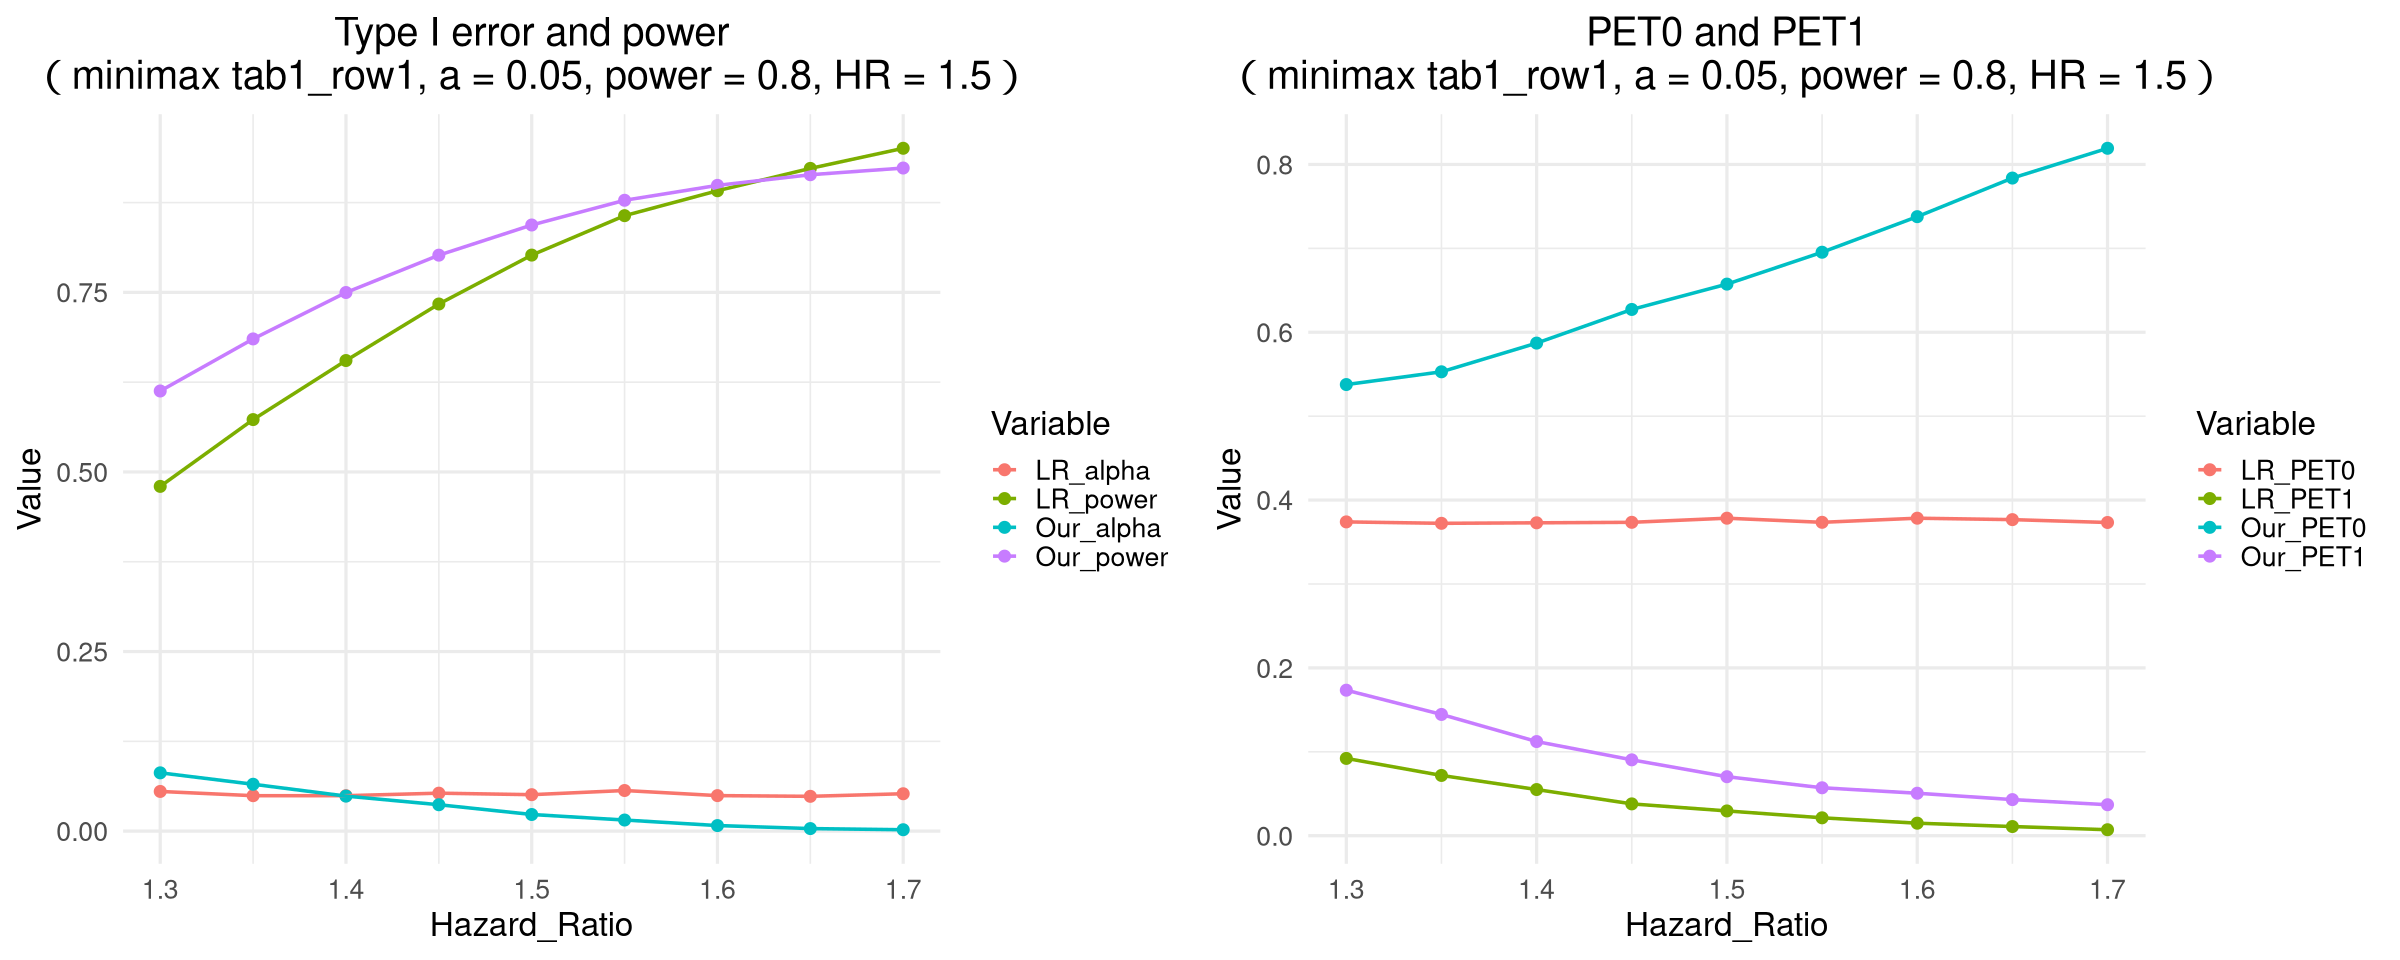 Type I error and power
( minimax tab1_row1, a = 0.05, power = 0.8, HR = 1.5 )
Value
0.75
0.50
0.25
0.00
1.3 1.4 1.5 1.6 1.7
Hazard_Ratio
Variable
LR_alpha
LR_power
Our_alpha
Our_power
PET0 and PET1
( minimax tab1_row1, a = 0.05, power = 0.8, HR = 1.5 )
Value
0.8
0.6
0.4
0.2
0.0
1.3 1.4 1.5 1.6 1.7
Hazard_Ratio
Variable
LR_PET0
LR_PET1
Our_PET0
Our_PET1